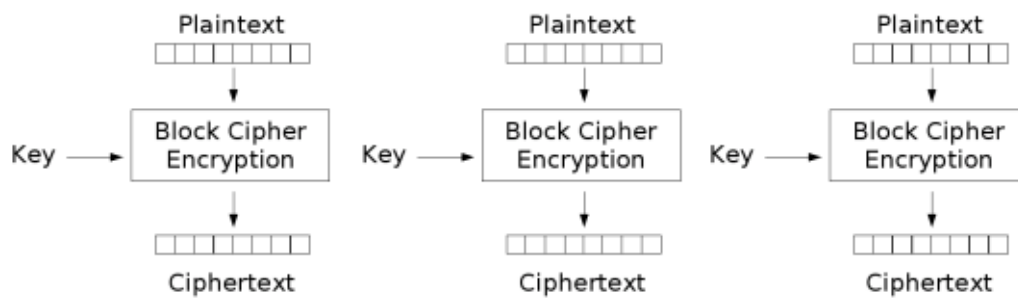 Plaintext Plaintext Plaintext
Block Cipher Block Cipher Block Cipher
Key Encryption Key Encryption Key Encryption
Ciphertext Ciphertext Ciphertext